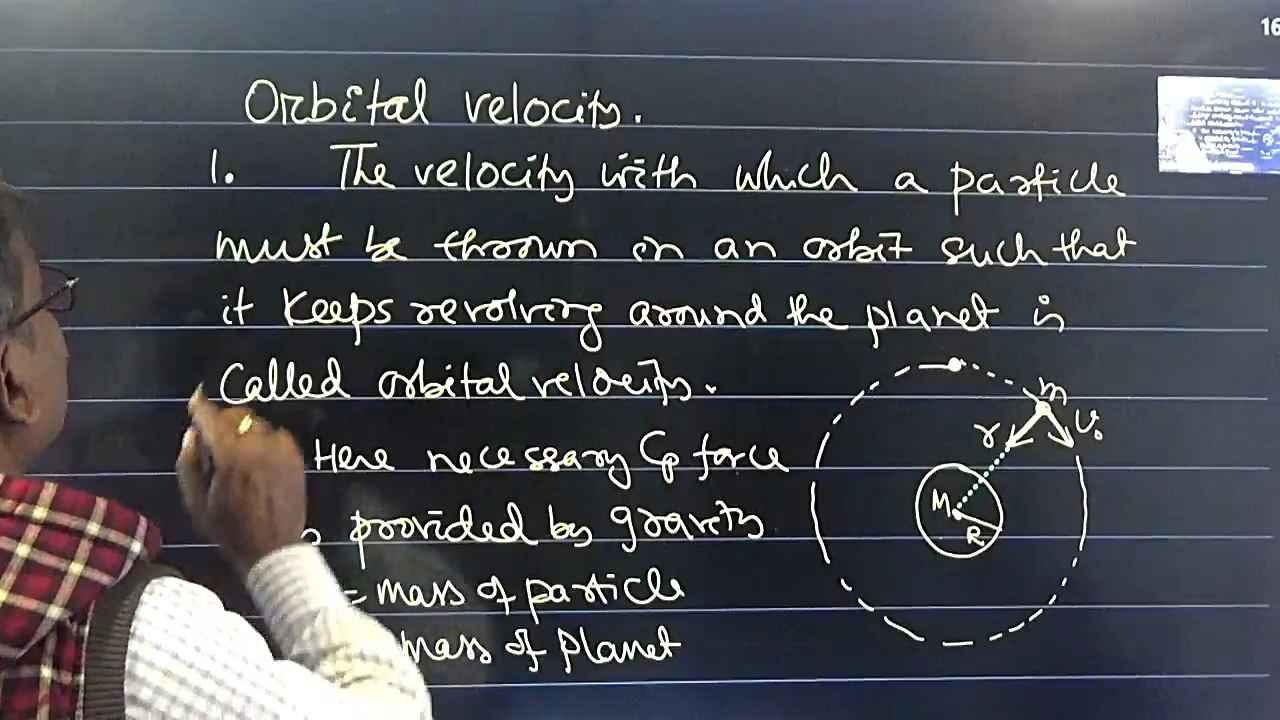 16
Orbital velocity.
1. The velocity with which a particle
must be thrown in an orbit such that
it keeps revolving around the planet is
Called orbital velocity.
Here necessary Cp force
provided by gravity
= mass of particle
mass of planet
m
r
V₀
M
R